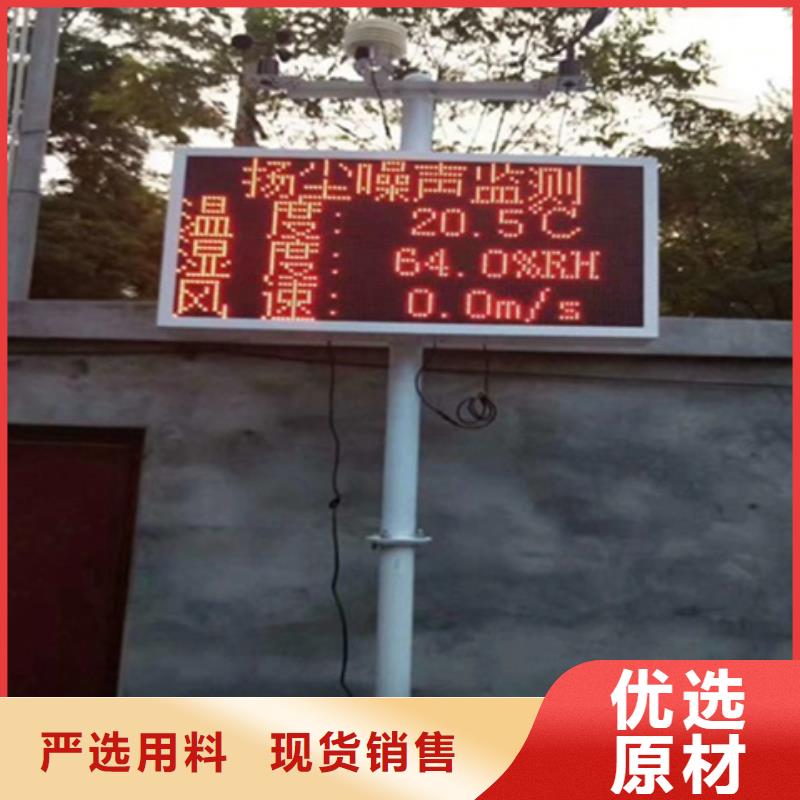 扬尘噪声监测
温 度: 20.5℃
湿 度: 64.0%RH
风 速: 0.0m/s
严选用料 现货销售
优选
原材